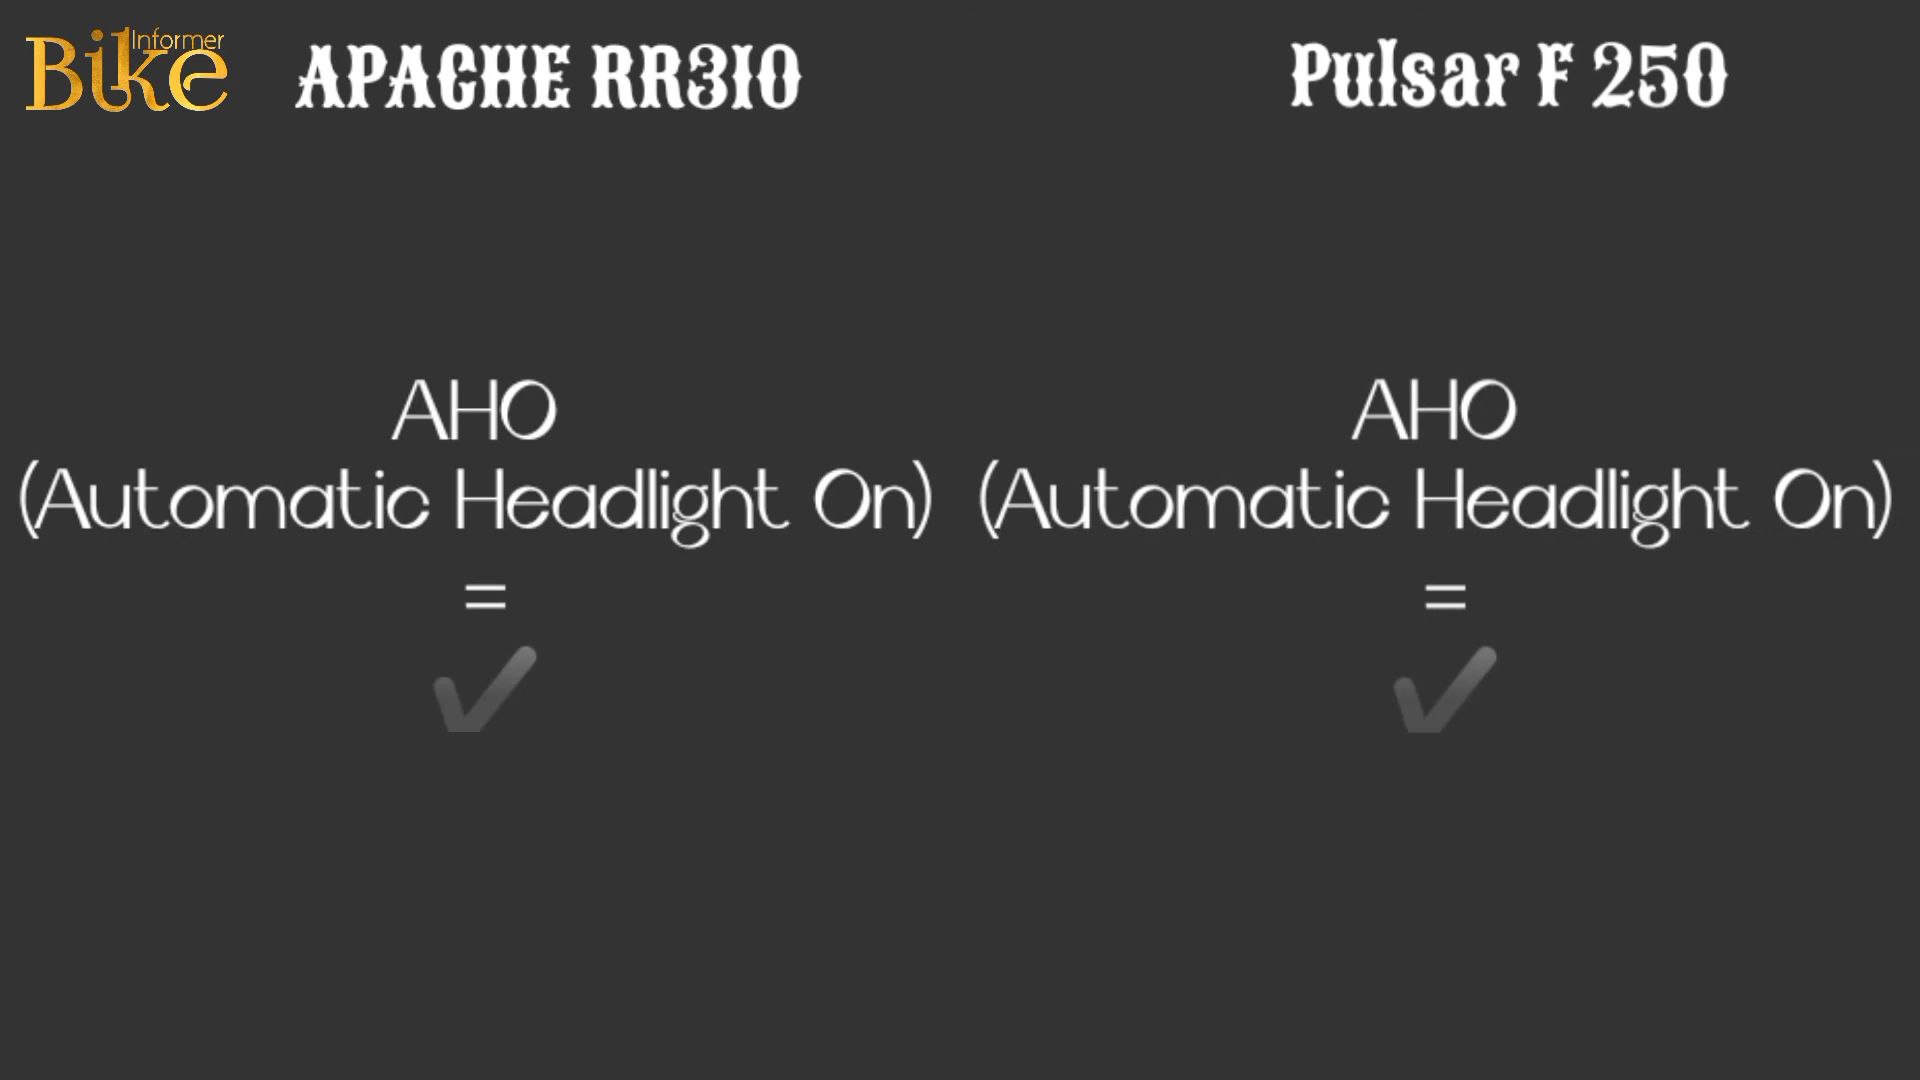 Bike Informer
APACHE RR310
Pulsar F 250
AHO
(Automatic Headlight On)
=
✔
AHO
(Automatic Headlight On)
=
✔